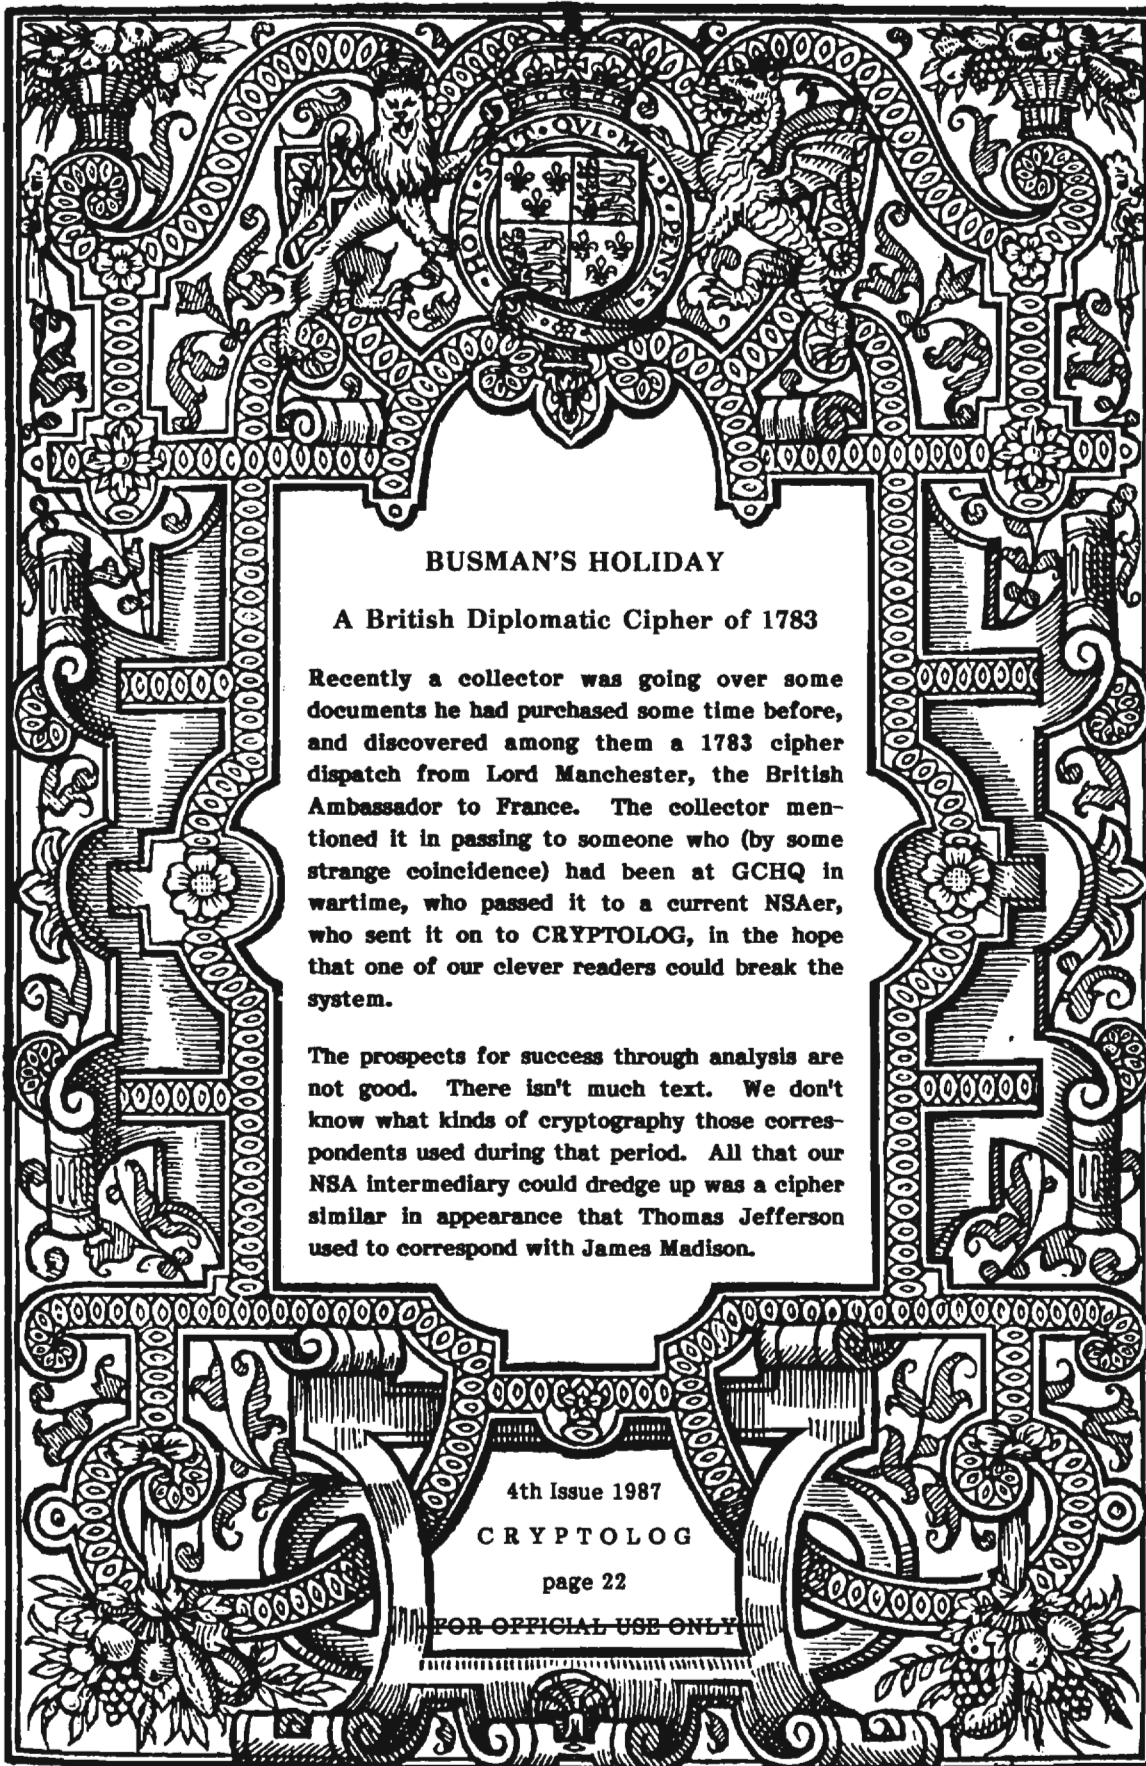 HONI · S · T · QVI · M · Y · PENSE
BUSMAN'S HOLIDAY
A British Diplomatic Cipher of 1783
Recently a collector was going over some
documents he had purchased some time before,
and discovered among them a 1783 cipher
dispatch from Lord Manchester, the British
Ambassador to France. The collector men-
tioned it in passing to someone who (by some
strange coincidence) had been at GCHQ in
wartime, who passed it to a current NSAer,
who sent it on to CRYPTOLOG, in the hope
that one of our clever readers could break the
system.
The prospects for success through analysis are
not good. There isn't much text. We don't
know what kinds of cryptography those corres-
pondents used during that period. All that our
NSA intermediary could dredge up was a cipher
similar in appearance that Thomas Jefferson
used to correspond with James Madison.
4th Issue 1987
CRYPTOLOG
page 22
FOR OFFICIAL USE ONLY